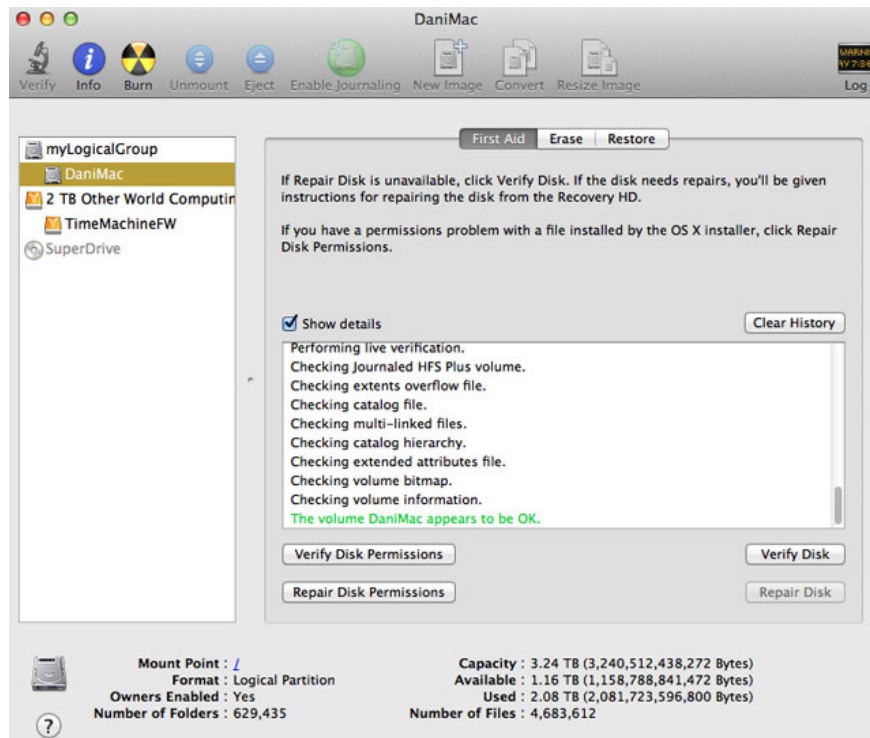 DaniMac
WARNI
AY 7:36
Verify
Info
Burn
Unmount
Eject
Enable Journaling
New Image
Convert
Resize Image
Log
myLogicalGroup
DaniMac
2 TB Other World Computin
TimeMachineFW
SuperDrive
First Aid
Erase
Restore
If Repair Disk is unavailable, click Verify Disk. If the disk needs repairs, you'll be given
instructions for repairing the disk from the Recovery HD.
If you have a permissions problem with a file installed by the OS X installer, click Repair
Disk Permissions.
Show details
Clear History
Performing live verification.
Checking Journaled HFS Plus volume.
Checking extents overflow file.
Checking catalog file.
Checking multi-linked files.
Checking catalog hierarchy.
Checking extended attributes file.
Checking volume bitmap.
Checking volume information.
The volume DaniMac appears to be OK.
Verify Disk Permissions
Verify Disk
Repair Disk Permissions
Repair Disk
Mount Point : /
Format : Logical Partition
Owners Enabled : Yes
Number of Folders : 629,435
Capacity : 3.24 TB (3,240,512,438,272 Bytes)
Available : 1.16 TB (1,158,788,841,472 Bytes)
Used : 2.08 TB (2,081,723,596,800 Bytes)
Number of Files : 4,683,612
?